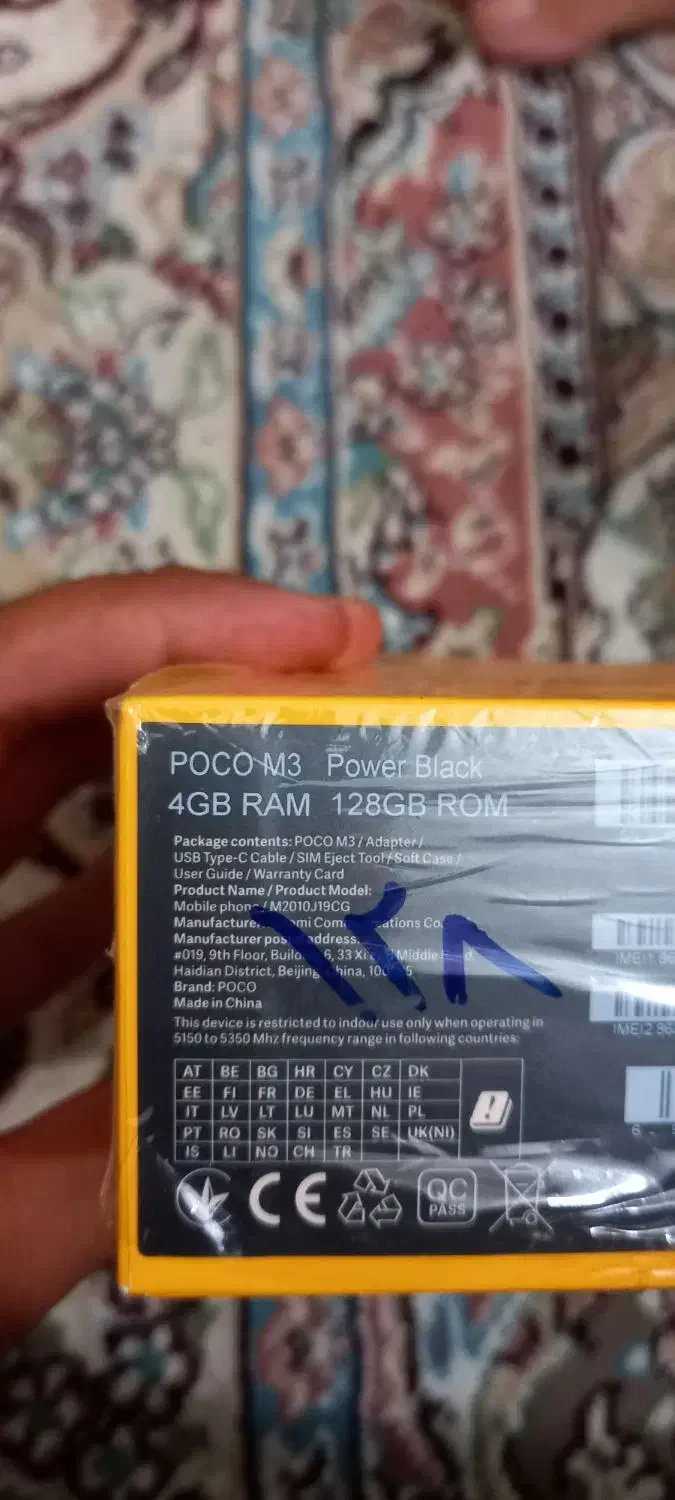 POCO M3 Power Black
4GB RAM 128GB ROM
Package contents: POCO M3 / Adapter /
USB Type-C Cable / SIM Eject Tool / Soft Case /
User Guide / Warranty Card
Product Name / Product Model:
Mobile phone / M2010J19CG
Manufacturer
Manufacturer address:
#019, 9th Floor, 6, 33 Middle
Haidian District, Beijing, China,
Brand: POCO
Made in China
This device is restricted to indoor use only when operating in
5150 to 5350 Mhz frequency range in following countries:
AT BE BG HR CY CZ DK
EE FI FR DE EL HU IE
IT LV LT LU MT NL PL
PT RO SK SI ES SE UK(NI)
IS LI NO CH TR
CE
QC
PASS
۱۲۸
IMEI1
IMEI2
6